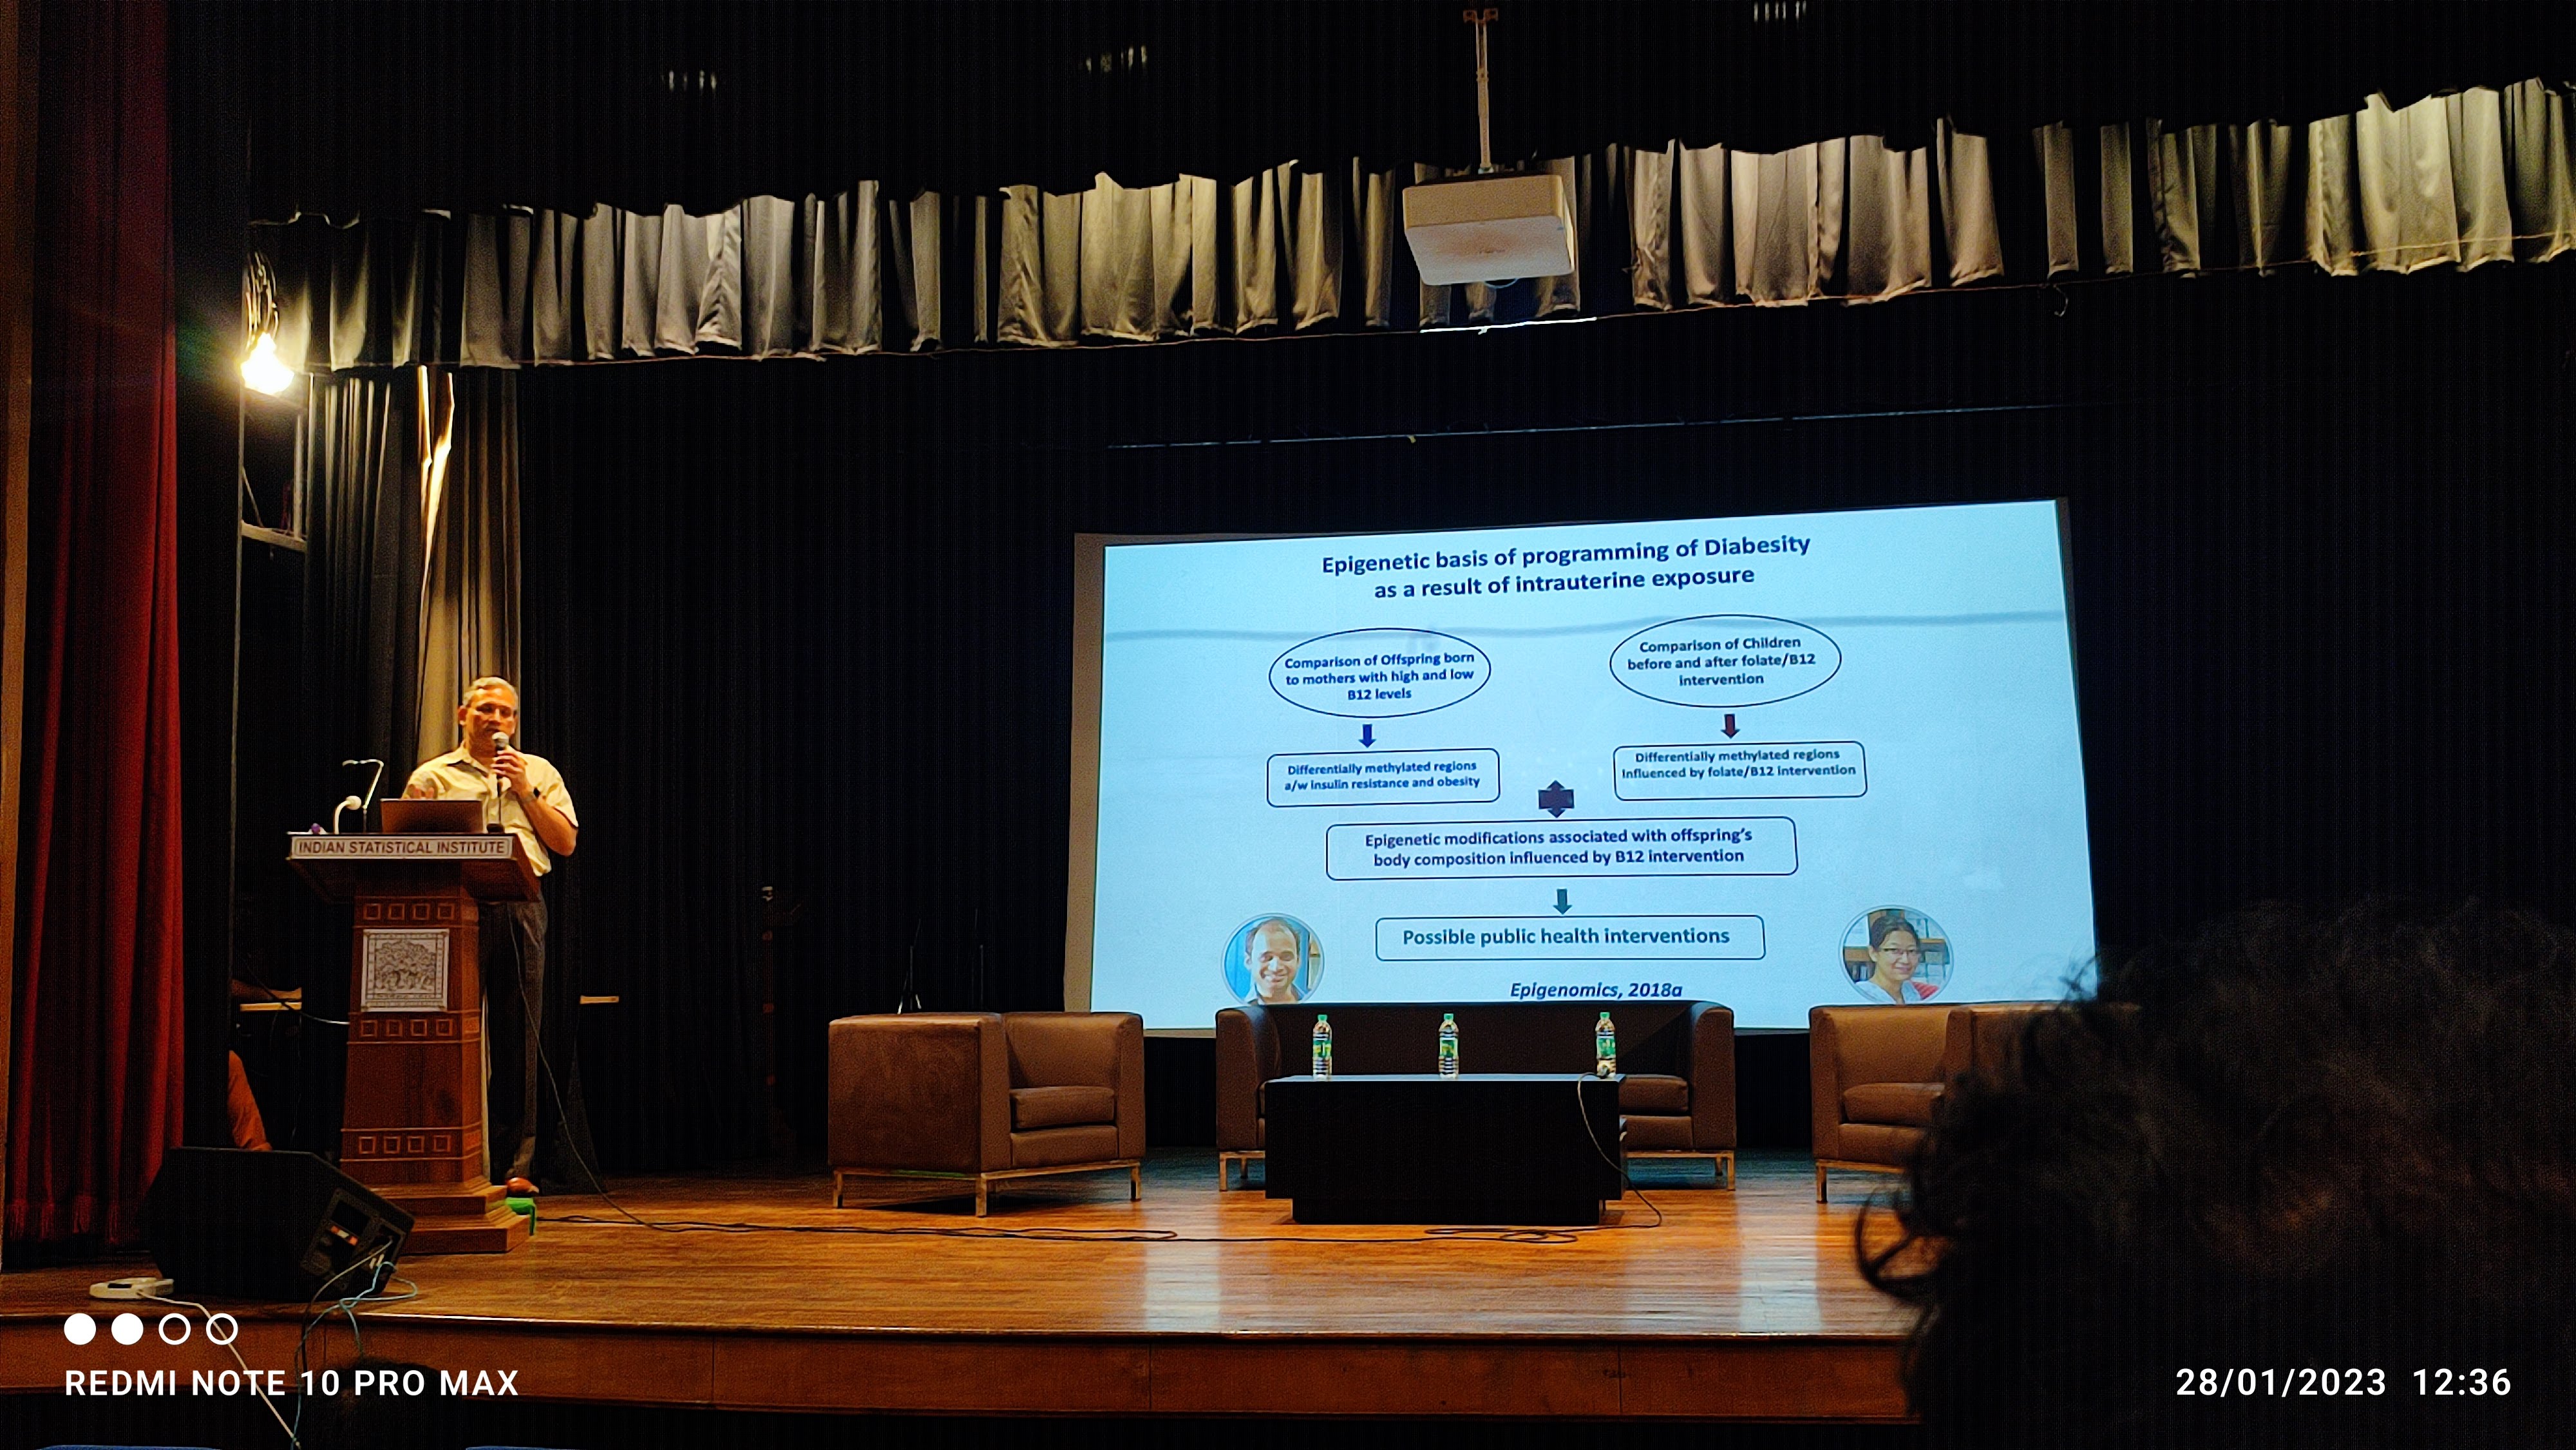 Epigenetic basis of programming of Diabesity
as a result of intrauterine exposure
Comparison of Offspring born
to mothers with high and low
B12 levels
Comparison of Children
before and after folate/B12
intervention
Differentially methylated regions
a/w insulin resistance and obesity
Differentially methylated regions
Influenced by folate/B12 intervention
Epigenetic modifications associated with offspring's
body composition influenced by B12 intervention
Possible public health interventions
Epigenomics, 2018a
INDIAN STATISTICAL INSTITUTE
REDMI NOTE 10 PRO MAX
28/01/2023 12:36